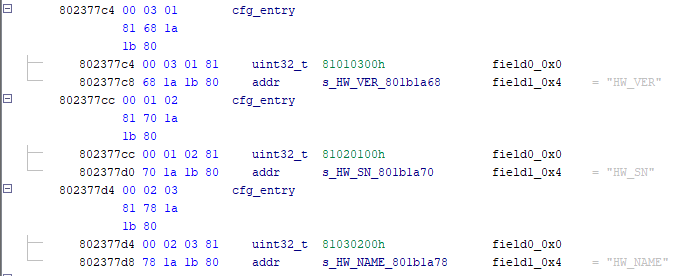 802377c4 00 03 01 cfg_entry
81 68 1a
1b 80
802377c4 00 03 01 81 uint32_t 81010300h field0_0x0
802377c8 68 1a 1b 80 addr s_HW_VER_801b1a68 field1_0x4 = "HW_VER"
802377cc 00 01 02 cfg_entry
81 70 1a
1b 80
802377cc 00 01 02 81 uint32_t 81020100h field0_0x0
802377d0 70 1a 1b 80 addr s_HW_SN_801b1a70 field1_0x4 = "HW_SN"
802377d4 00 02 03 cfg_entry
81 78 1a
1b 80
802377d4 00 02 03 81 uint32_t 81030200h field0_0x0
802377d8 78 1a 1b 80 addr s_HW_NAME_801b1a78 field1_0x4 = "HW_NAME"